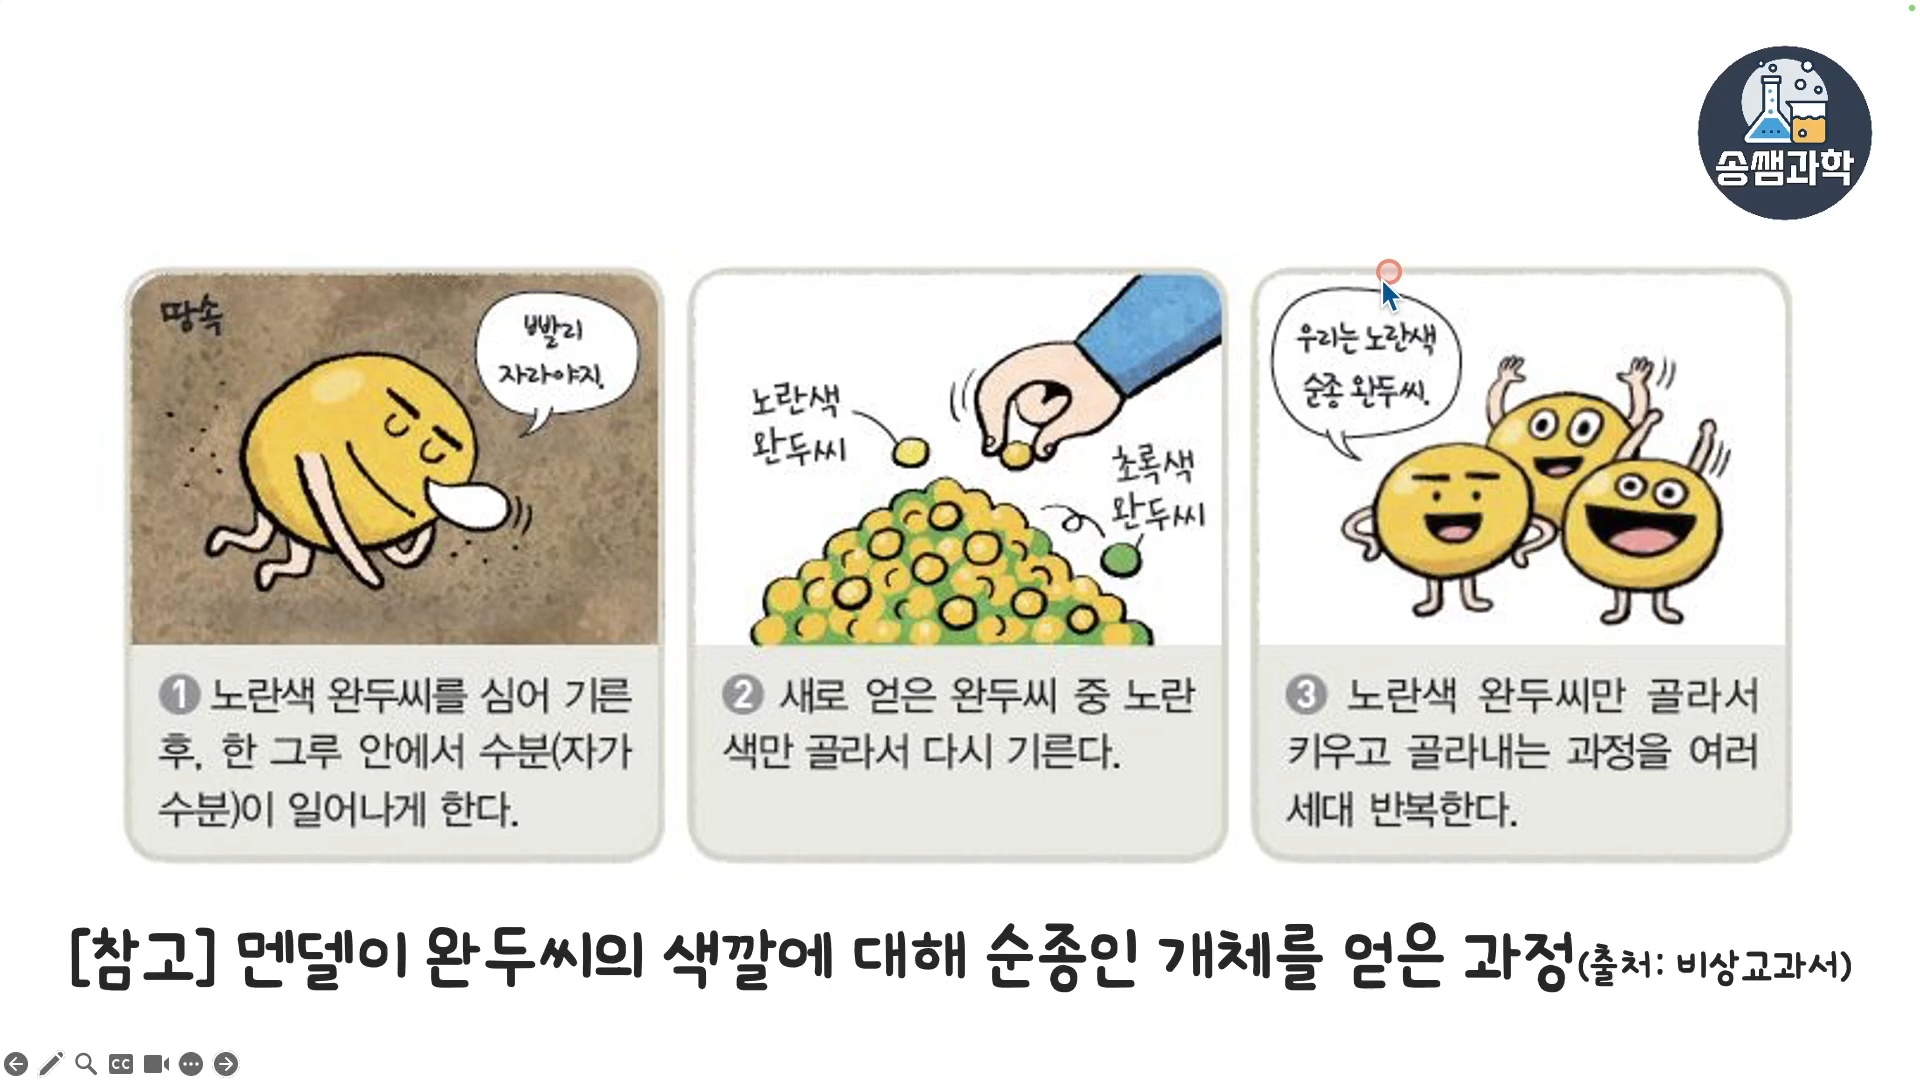 송쌤과학
땅속
빨리
자라야지.
노란색
완두씨
초록색
완두씨
우리는 노란색
순종 완두씨.
1 노란색 완두씨를 심어 기른
후, 한 그루 안에서 수분(자가
수분)이 일어나게 한다.
2 새로 얻은 완두씨 중 노란
색만 골라서 다시 기른다.
3 노란색 완두씨만 골라서
키우고 골라내는 과정을 여러
세대 반복한다.
[참고] 멘델이 완두씨의 색깔에 대해 순종인 개체를 얻은 과정(출처: 비상교과서)
CC